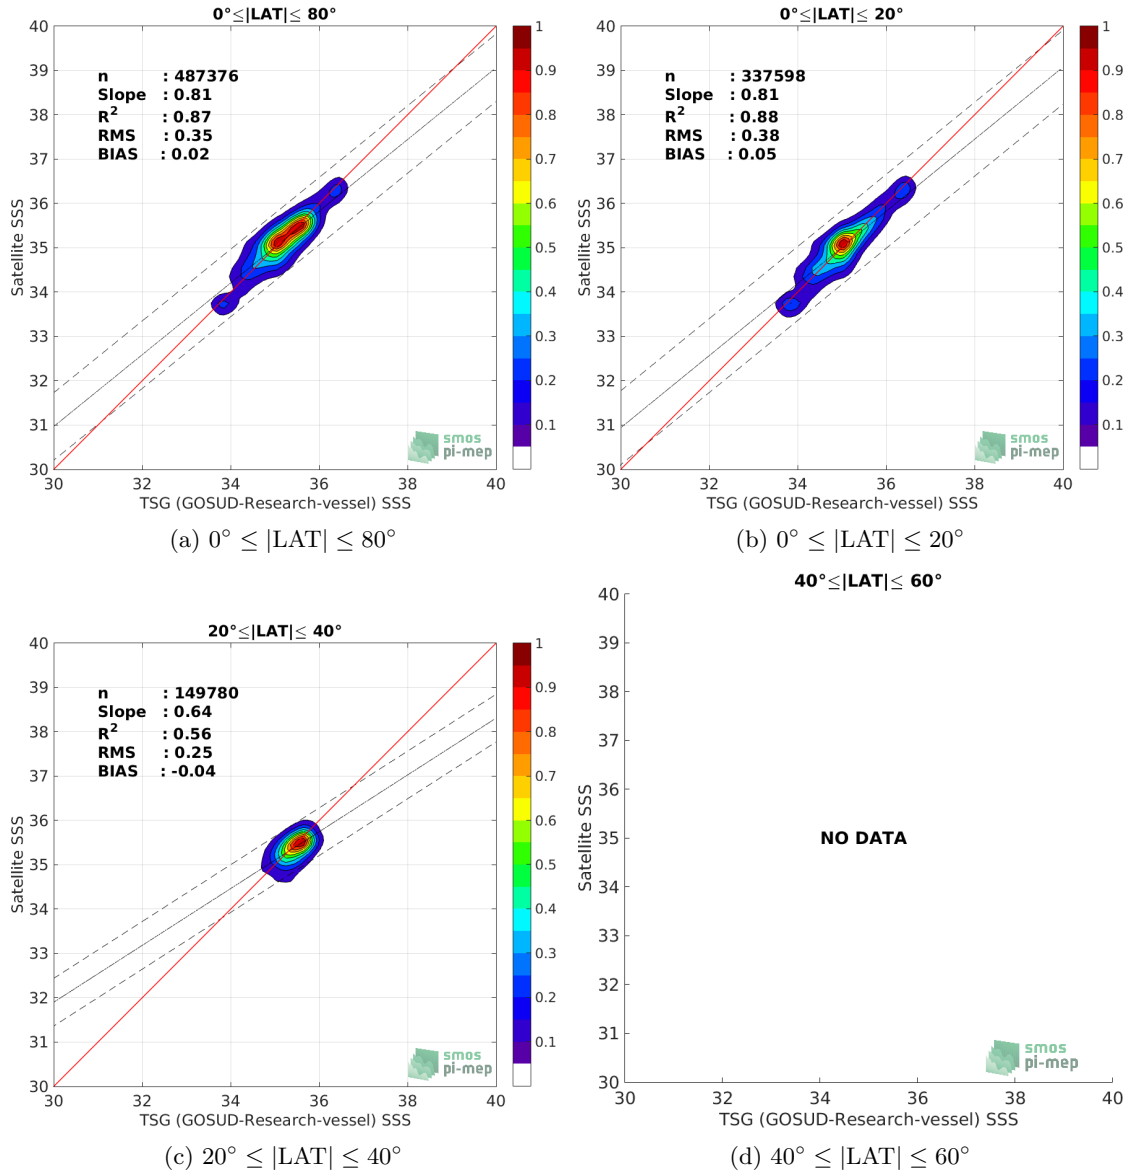 0°≤|LAT|≤ 80°
n : 487376
Slope : 0.81
R² : 0.87
RMS : 0.35
BIAS : 0.02
Satellite SSS
40
39
38
37
36
35
34
33
32
31
30
30 32 34 36 38 40
TSG (GOSUD-Research-vessel) SSS
1
0.9
0.8
0.7
0.6
0.5
0.4
0.3
0.2
0.1
smos
pi-mep
(a) 0° ≤ |LAT| ≤ 80°
0°≤|LAT|≤ 20°
n : 337598
Slope : 0.81
R² : 0.88
RMS : 0.38
BIAS : 0.05
Satellite SSS
40
39
38
37
36
35
34
33
32
31
30
30 32 34 36 38 40
TSG (GOSUD-Research-vessel) SSS
1
0.9
0.8
0.7
0.6
0.5
0.4
0.3
0.2
0.1
smos
pi-mep
(b) 0° ≤ |LAT| ≤ 20°
20°≤|LAT|≤ 40°
n : 149780
Slope : 0.64
R² : 0.56
RMS : 0.25
BIAS : -0.04
Satellite SSS
40
39
38
37
36
35
34
33
32
31
30
30 32 34 36 38 40
TSG (GOSUD-Research-vessel) SSS
1
0.9
0.8
0.7
0.6
0.5
0.4
0.3
0.2
0.1
smos
pi-mep
(c) 20° ≤ |LAT| ≤ 40°
40°≤|LAT|≤ 60°
NO DATA
Satellite SSS
40
39
38
37
36
35
34
33
32
31
30
30 32 34 36 38 40
TSG (GOSUD-Research-vessel) SSS
smos
pi-mep
(d) 40° ≤ |LAT| ≤ 60°